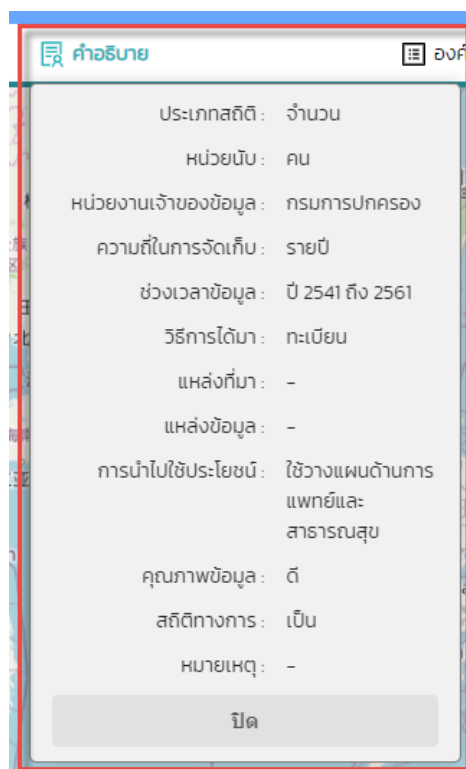 คำอธิบาย องค์
ประเภทสถิติ : จำนวน
หน่วยนับ : คน
หน่วยงานเจ้าของข้อมูล : กรมการปกครอง
ความถี่ในการจัดเก็บ : รายปี
ช่วงเวลาข้อมูล : ปี 2541 ถึง 2561
วิธีการได้มา : ทะเบียน
แหล่งที่มา : -
แหล่งข้อมูล : -
การนำไปใช้ประโยชน์ : ใช้วางแผนด้านการ
แพทย์และ
สาธารณสุข
คุณภาพข้อมูล : ดี
สถิติทางการ : เป็น
หมายเหตุ : -
ปิด